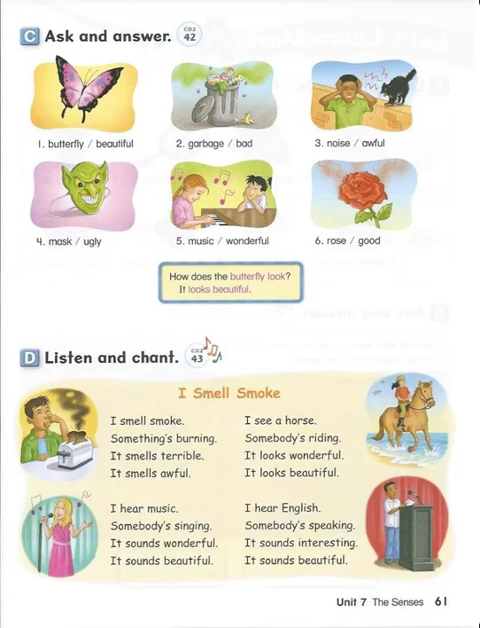 C Ask and answer. CD2 42
1. butterfly / beautiful
2. garbage / bad
3. noise / awful
4. mask / ugly
5. music / wonderful
6. rose / good
How does the butterfly look?
It looks beautiful.
D Listen and chant. CD2 43
I Smell Smoke
I smell smoke.
Something's burning.
It smells terrible.
It smells awful.
I see a horse.
Somebody's riding.
It looks wonderful.
It looks beautiful.
I hear music.
Somebody's singing.
It sounds wonderful.
It sounds beautiful.
I hear English.
Somebody's speaking.
It sounds interesting.
It sounds beautiful.
Unit 7 The Senses 61